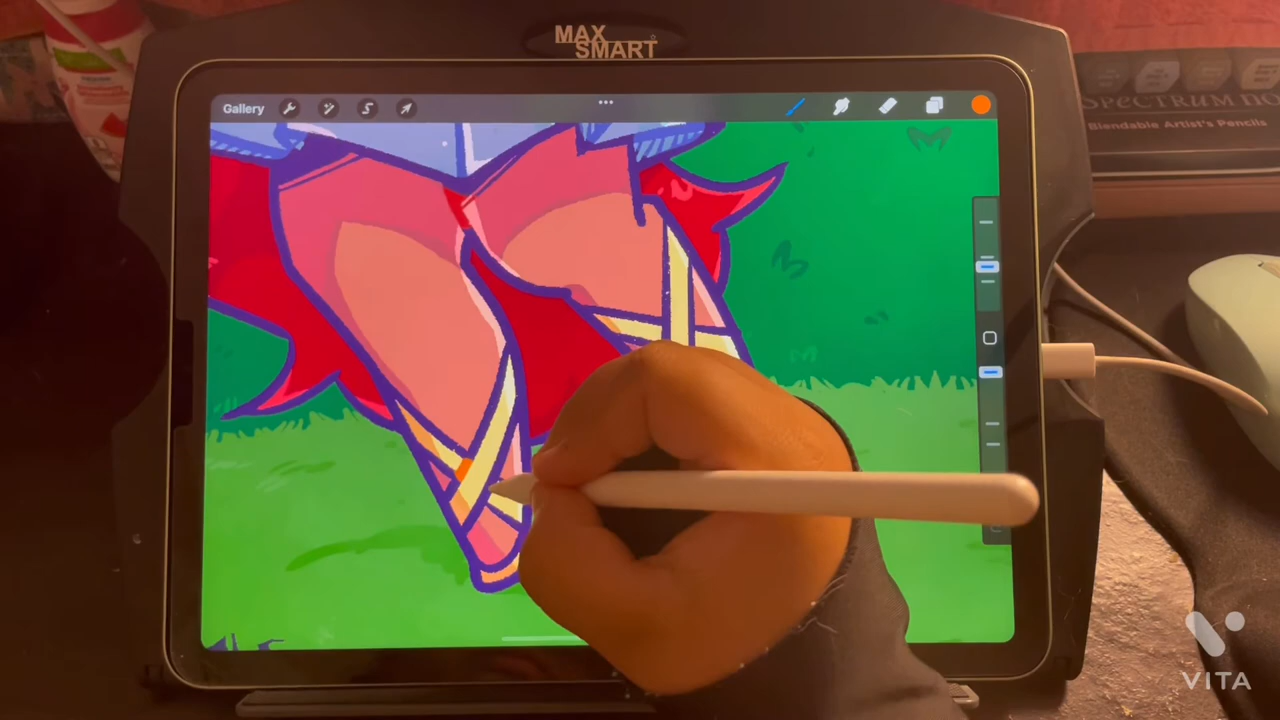 MAX
SMART
Gallery
SPECTRUM NO
Blendable Artist's Pencils
VITA